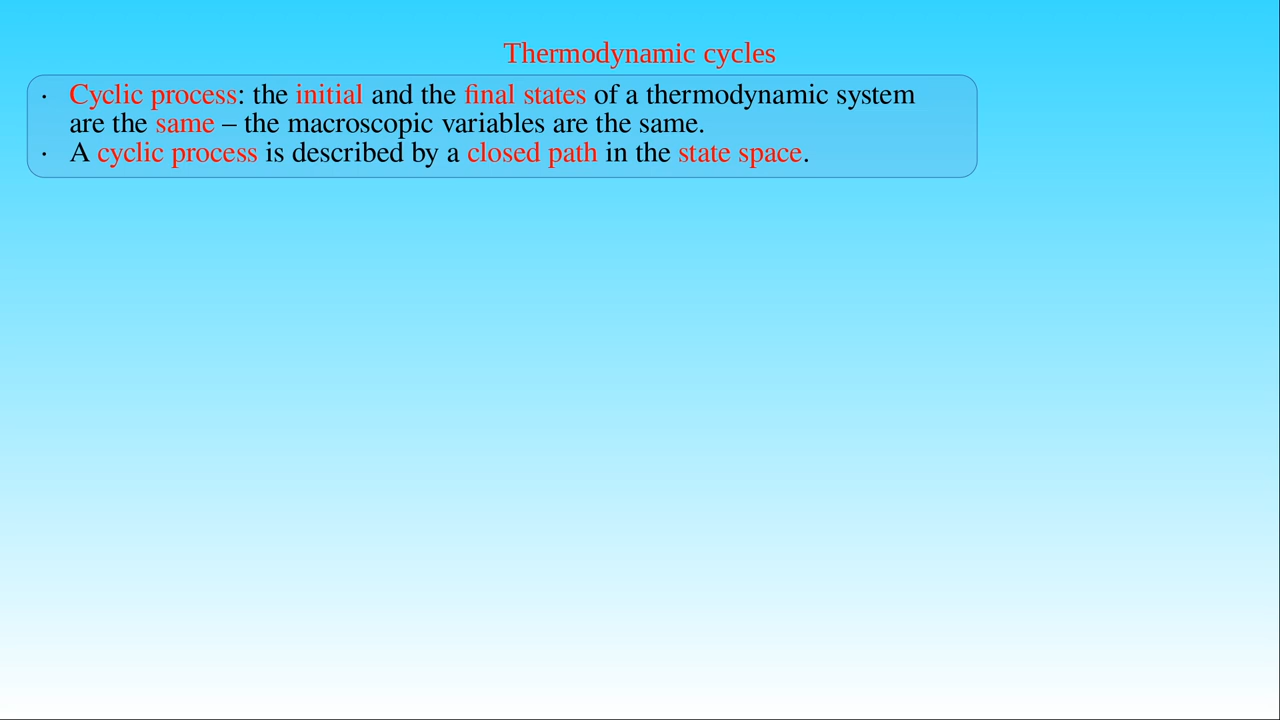 Thermodynamic cycles
· Cyclic process: the initial and the final states of a thermodynamic system
are the same – the macroscopic variables are the same.
· A cyclic process is described by a closed path in the state space.